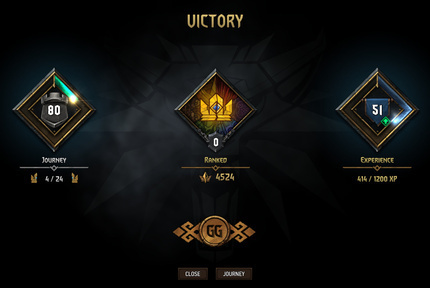 VICTORY
80
0
51
JOURNEY
RANKED
EXPERIENCE
4 / 24
4524
414 / 1200 XP
GG
CLOSE
JOURNEY